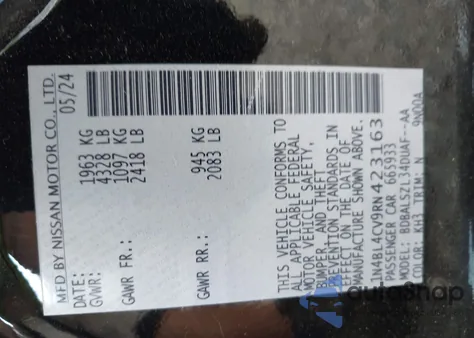 MFD BY NISSAN MOTOR CO., LTD.
DATE: 05/24
GVWR: 1963 KG
4328 LB
GAWR FR.: 1097 KG
2418 LB
GAWR RR.: 945 KG
2083 LB
THIS VEHICLE CONFORMS TO
ALL APPLICABLE FEDERAL
MOTOR VEHICLE SAFETY,
BUMPER, AND THEFT
PREVENTION STANDARDS IN
EFFECT ON THE DATE OF
MANUFACTURE SHOWN ABOVE.
1N4BL4CV9RN423163
PASSENGER CAR 665933
MODEL: BDBALSZL34DUAF--AA
COLOR: KH3 TRIM: N 9N00A
autosnap